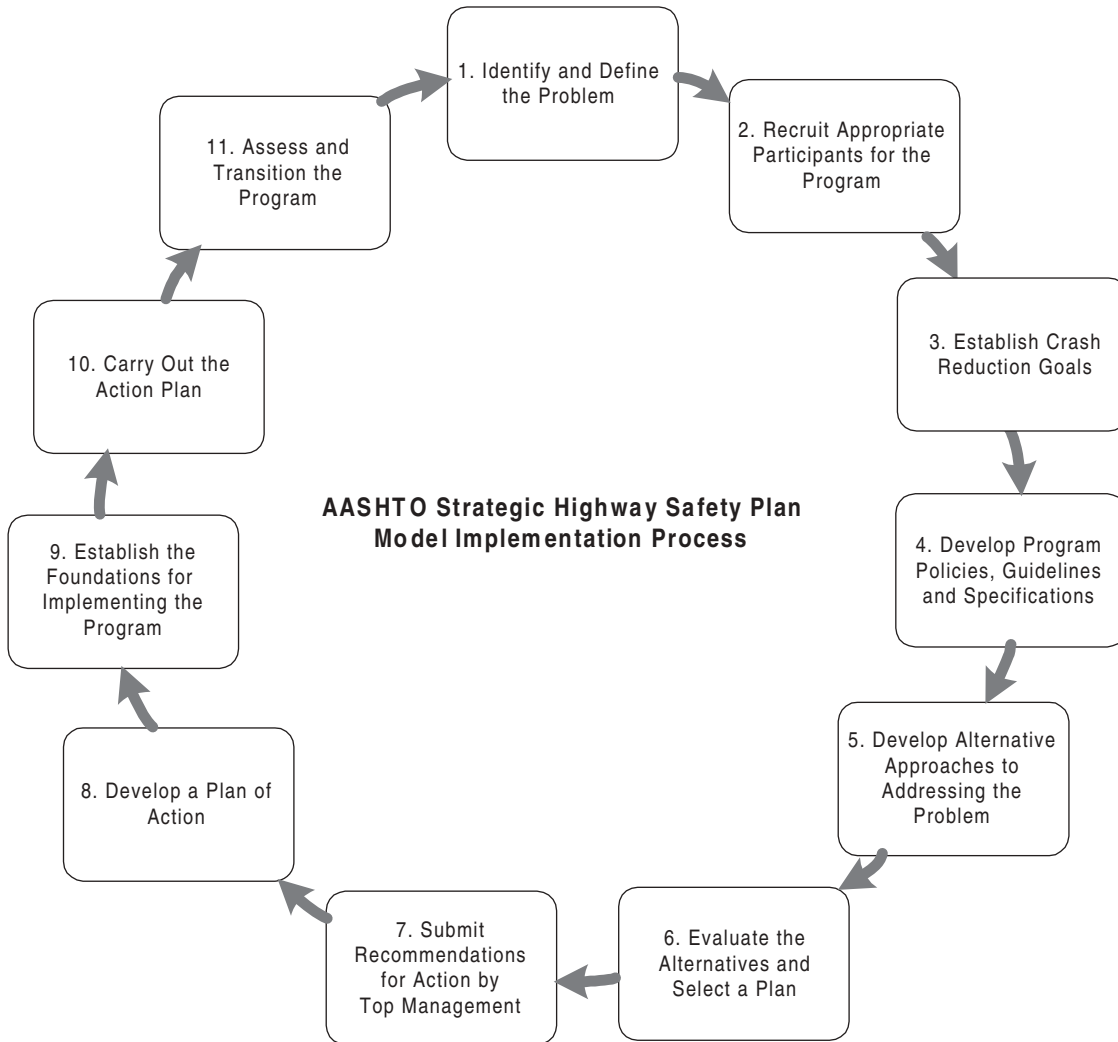 1. Identify and Define
the Problem
2. Recruit Appropriate
Participants for the
Program
3. Establish Crash
Reduction Goals
4. Develop Program
Policies, Guidelines
and Specifications
5. Develop Alternative
Approaches to
Addressing the
Problem
6. Evaluate the
Alternatives and
Select a Plan
7. Submit
Recommendations
for Action by
Top Management
8. Develop a Plan of
Action
9. Establish the
Foundations for
Implementing the
Program
10. Carry Out the
Action Plan
11. Assess and
Transition the
Program
AASHTO Strategic Highway Safety Plan
Model Implementation Process